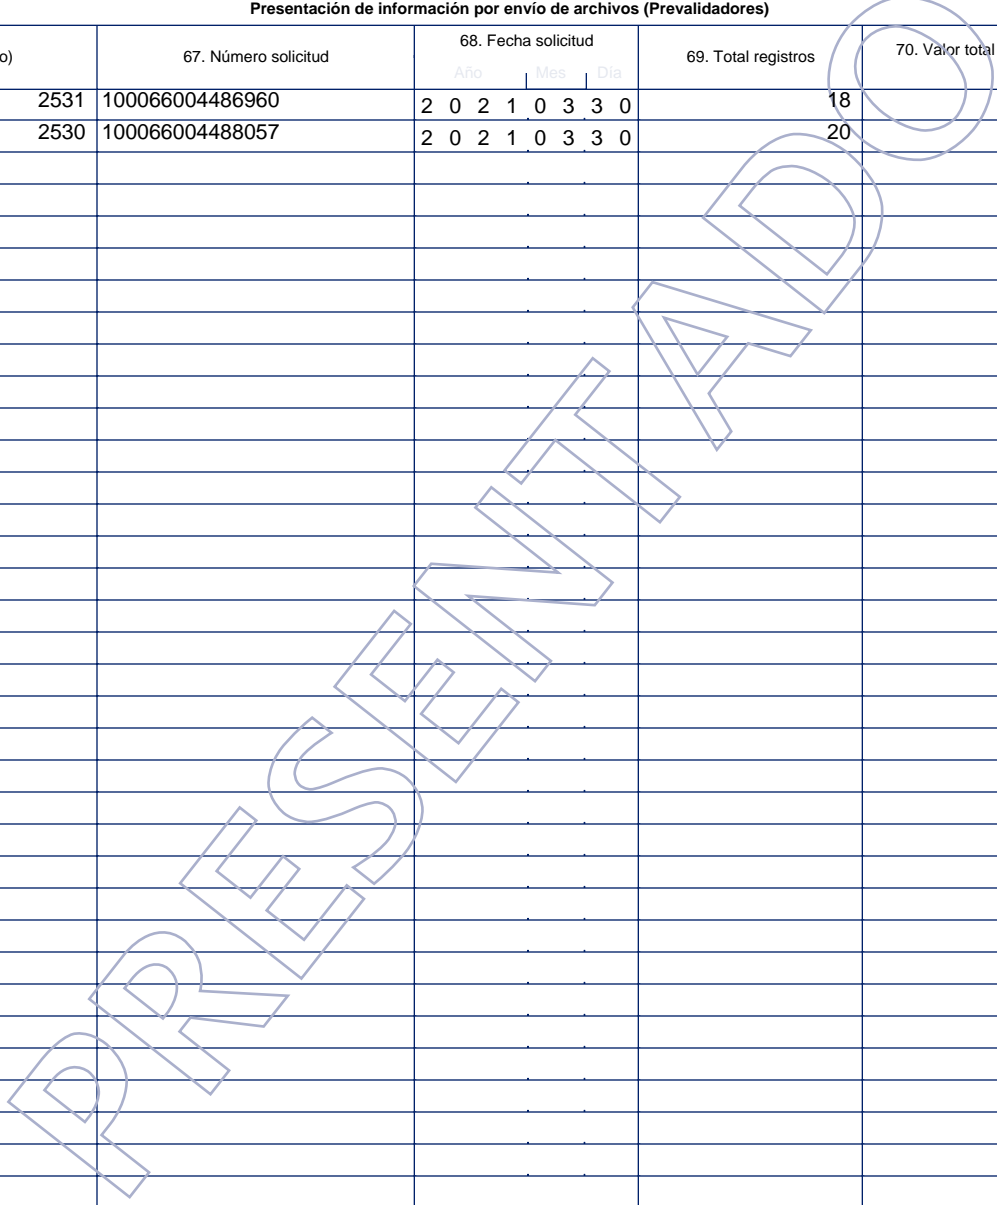 Presentación de información por envío de archivos (Prevalidadores)
o) 67. Número solicitud 68. Fecha solicitud 69. Total registros 70. Valor total
Año Mes Día
2531 100066004486960 2 0 2 1 0 3 3 0 18
2530 100066004488057 2 0 2 1 0 3 3 0 20
PRESENTADO